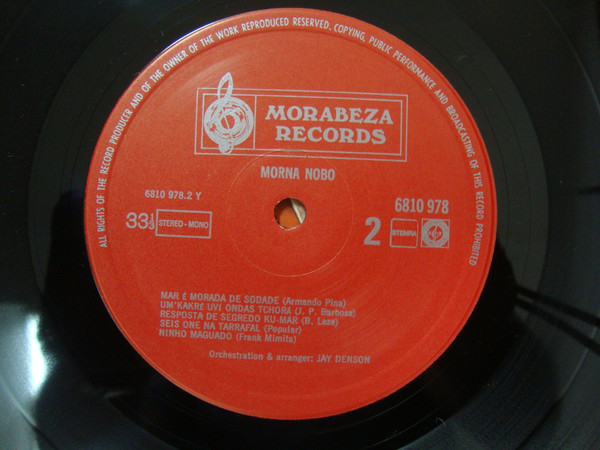 ALL RIGHTS OF THE RECORD PRODUCER AND OF THE OWNER OF THE WORK REPRODUCED RESERVED. COPYING, PUBLIC PERFORMANCE AND BROADCASTING OF THIS RECORD PROHIBITED
MORABEZA
RECORDS
MORNA NOBO
6810 978.2 Y
6810 978
33⅓
STEREO-MONO
2
STEMRA
MAR É MORADA DE SODADE (Armando Pina)
UM'KAKRE UVI ONDAS TCHORA (J. P. Barbosa)
RESPOSTA DE SEGREDO KU-MAR (B. Leza)
SEIS ONE NA TARRAFAL (Popular)
NINHO MAGUADO (Frank Mimita)
Orchestration & arranger: JAY DENSON